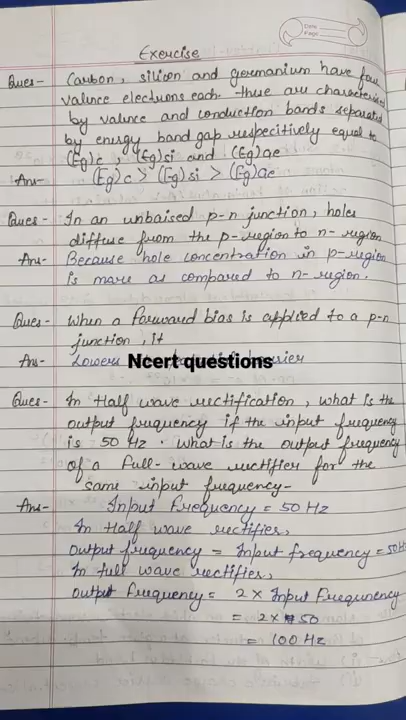 Date
Page
Exercise
Ques- Carbon, silicon and germanium have four
valence electrons each. These are characterised
by valence and conduction bands separated
by energy band gap respecitively equal to
(Eg)c, (Eg)si and (Eg)ge
Ans- (Eg)c > (Eg)si > (Eg)Ge
Ques- In an unbaised p-n junction, holes
diffuse from the p-region to n-region
Ans- Because hole concentration in p-region
is more as compared to n-region.
Ques- When a forward bias is applied to a p-n
junction, it
Ans- Lowers barrier
Ncert questions
Ques- In Half wave rectification, what is the
output frequency if the input frequency
is 50 Hz. What is the output frequency
of a full-wave rectifier for the
same input frequency-
Ans- Input Frequency = 50 Hz
In Half wave rectifier,
output frequency = Input frequency = 50Hz
In full wave rectifier,
output frequency = 2 x Input Frequency
= 2 x 50
= 100 Hz